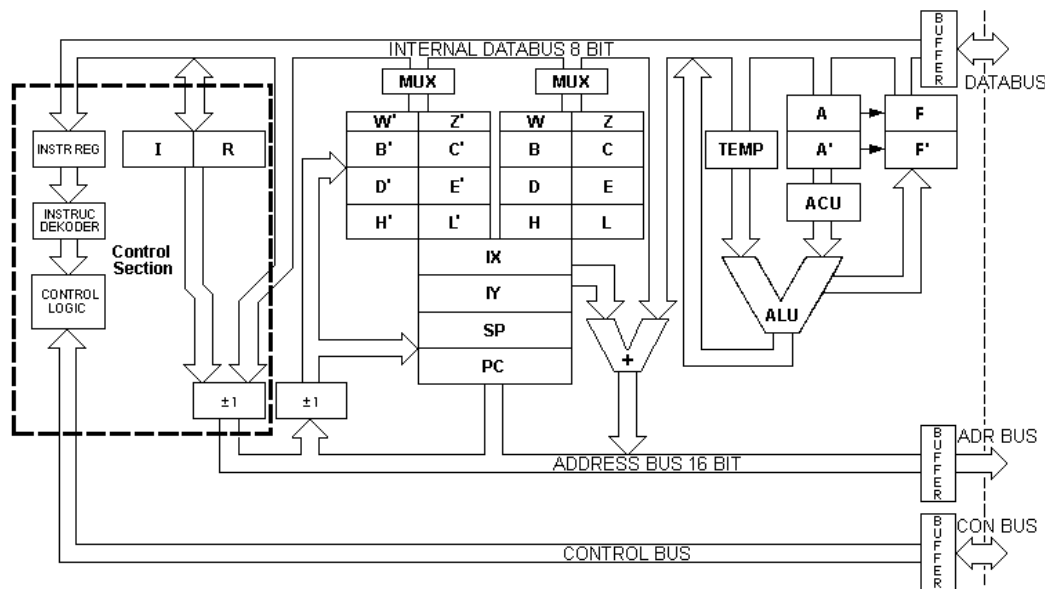 INTERNAL DATABUS 8 BIT
BUFFER
DATABUS
MUX
MUX
W' Z' W Z
B' C' B C
D' E' D E
H' L' H L
IX
IY
SP
PC
INSTR REG
I R
INSTRUC
DEKODER
Control
Section
CONTROL
LOGIC
±1
±1
+
TEMP
A F
A' F'
ACU
ALU
ADR BUS
BUFFER
ADDRESS BUS 16 BIT
CON BUS
BUFFER
CONTROL BUS